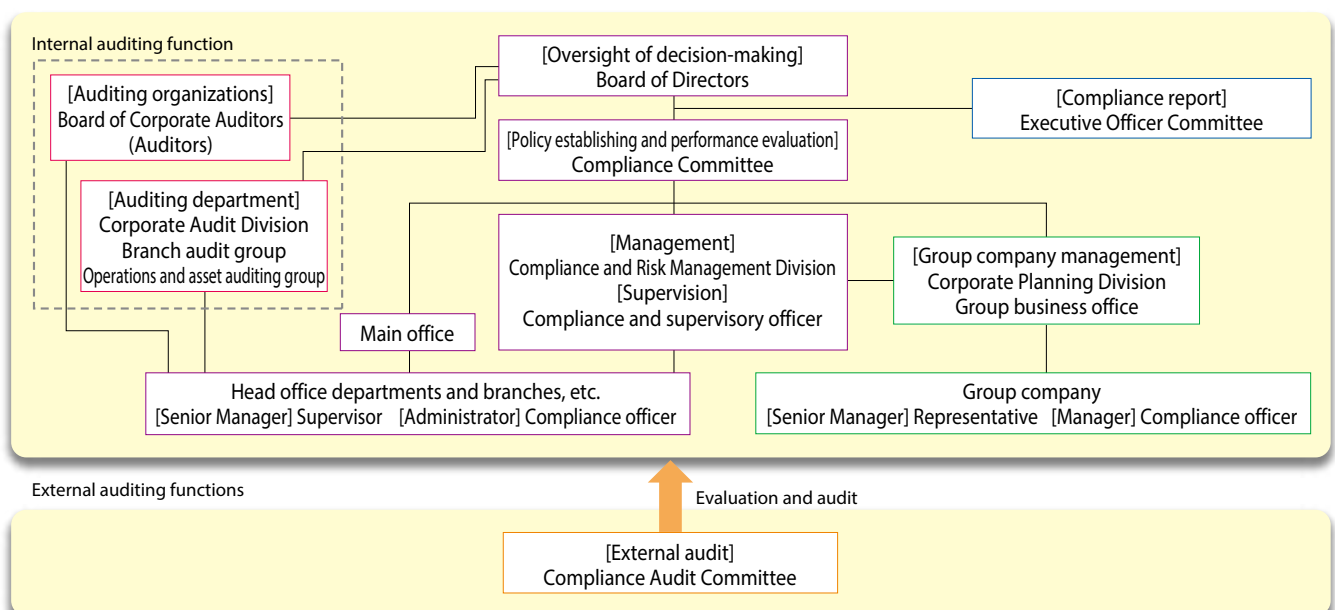 Internal auditing function
[Auditing organizations]
Board of Corporate Auditors
(Auditors)
[Auditing department]
Corporate Audit Division
Branch audit group
Operations and asset auditing group
[Oversight of decision-making]
Board of Directors
[Compliance report]
Executive Officer Committee
[Policy establishing and performance evaluation]
Compliance Committee
[Management]
Compliance and Risk Management Division
[Supervision]
Compliance and supervisory officer
[Group company management]
Corporate Planning Division
Group business office
Main office
Head office departments and branches, etc.
[Senior Manager] Supervisor [Administrator] Compliance officer
Group company
[Senior Manager] Representative [Manager] Compliance officer
External auditing functions
Evaluation and audit
[External audit]
Compliance Audit Committee